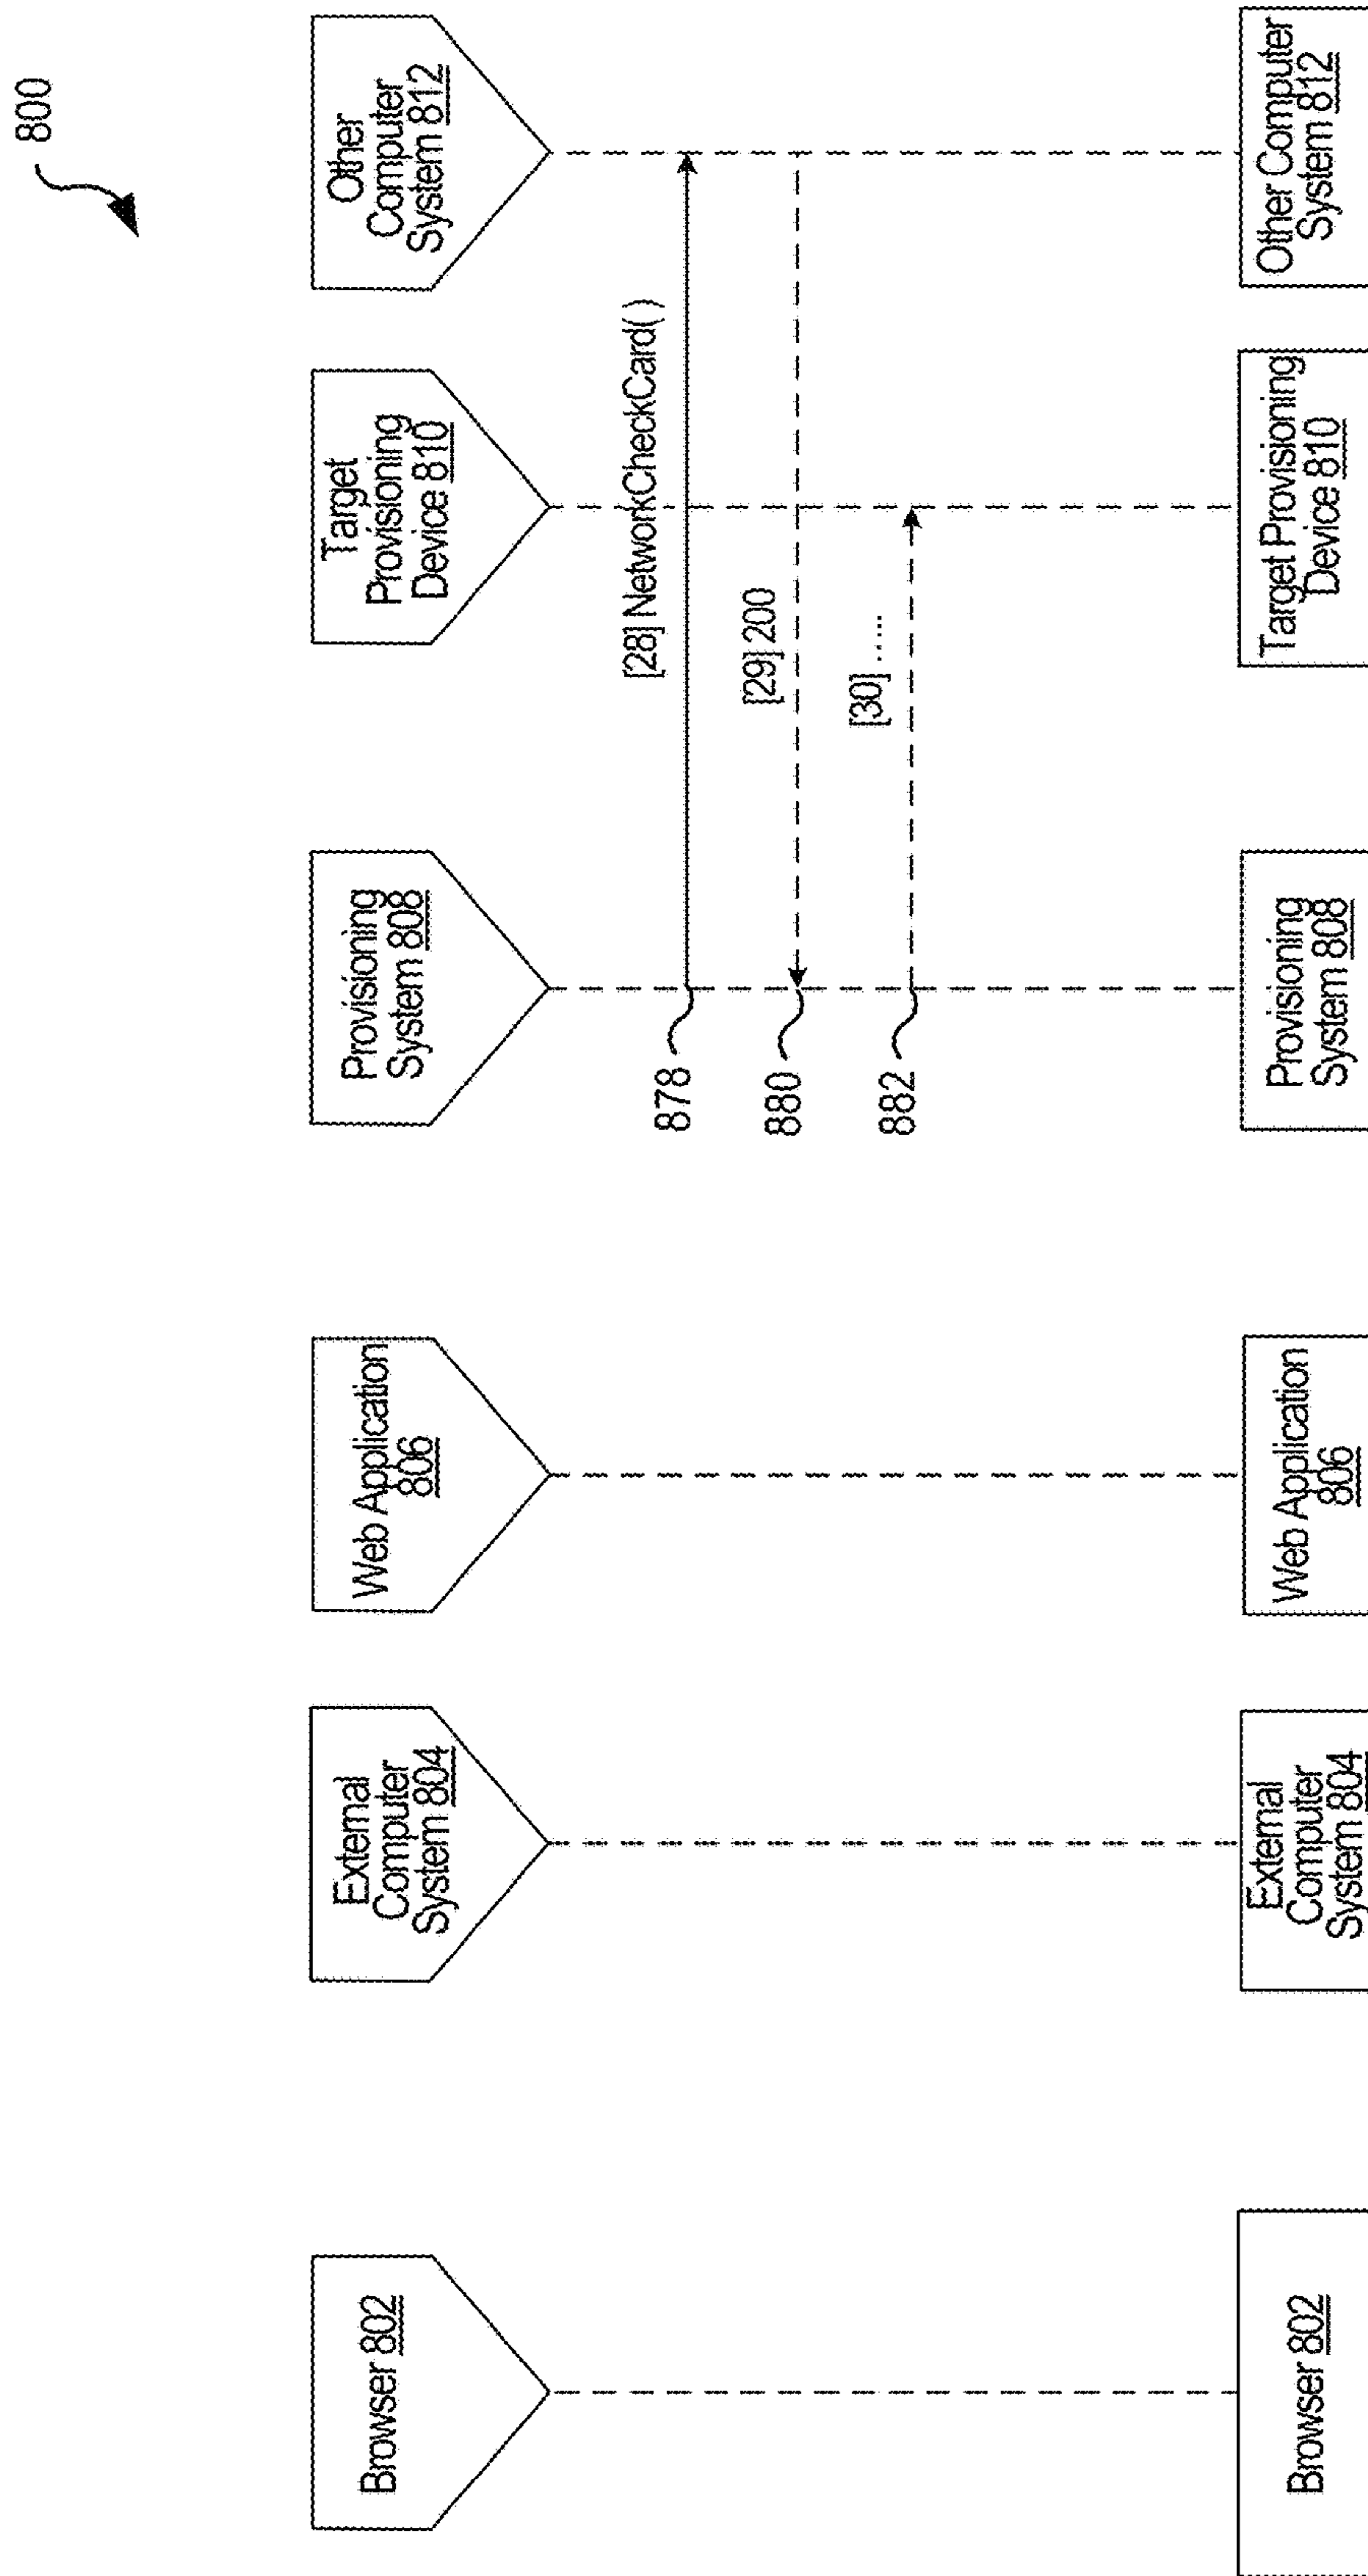 800
Browser 802
External
Computer
System 804
Web Application
806
Provisioning
System 808
Target
Provisioning
Device 810
Other
Computer
System 812
878
[28] NetworkCheckCard( )
880
[29] 200
882
[30] .....
Browser 802
External
Computer
System 804
Web Application
806
Provisioning
System 808
Target Provisioning
Device 810
Other Computer
System 812